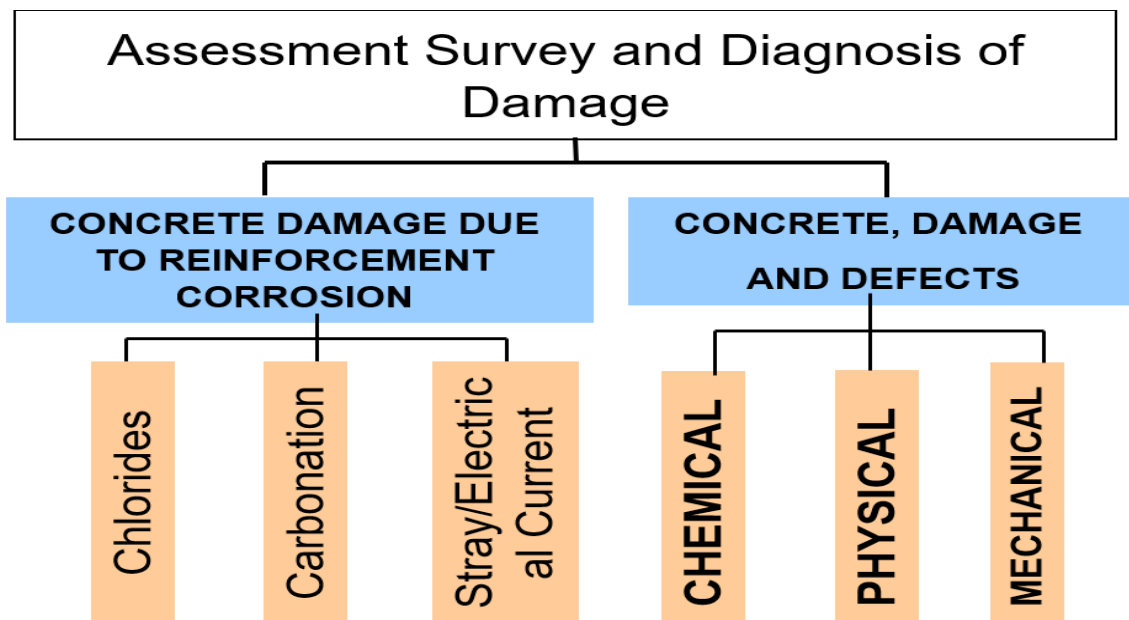 Assessment Survey and Diagnosis of
Damage
CONCRETE DAMAGE DUE
TO REINFORCEMENT
CORROSION
CONCRETE, DAMAGE
AND DEFECTS
Chlorides
Carbonation
Stray/Electric
al Current
CHEMICAL
PHYSICAL
MECHANICAL